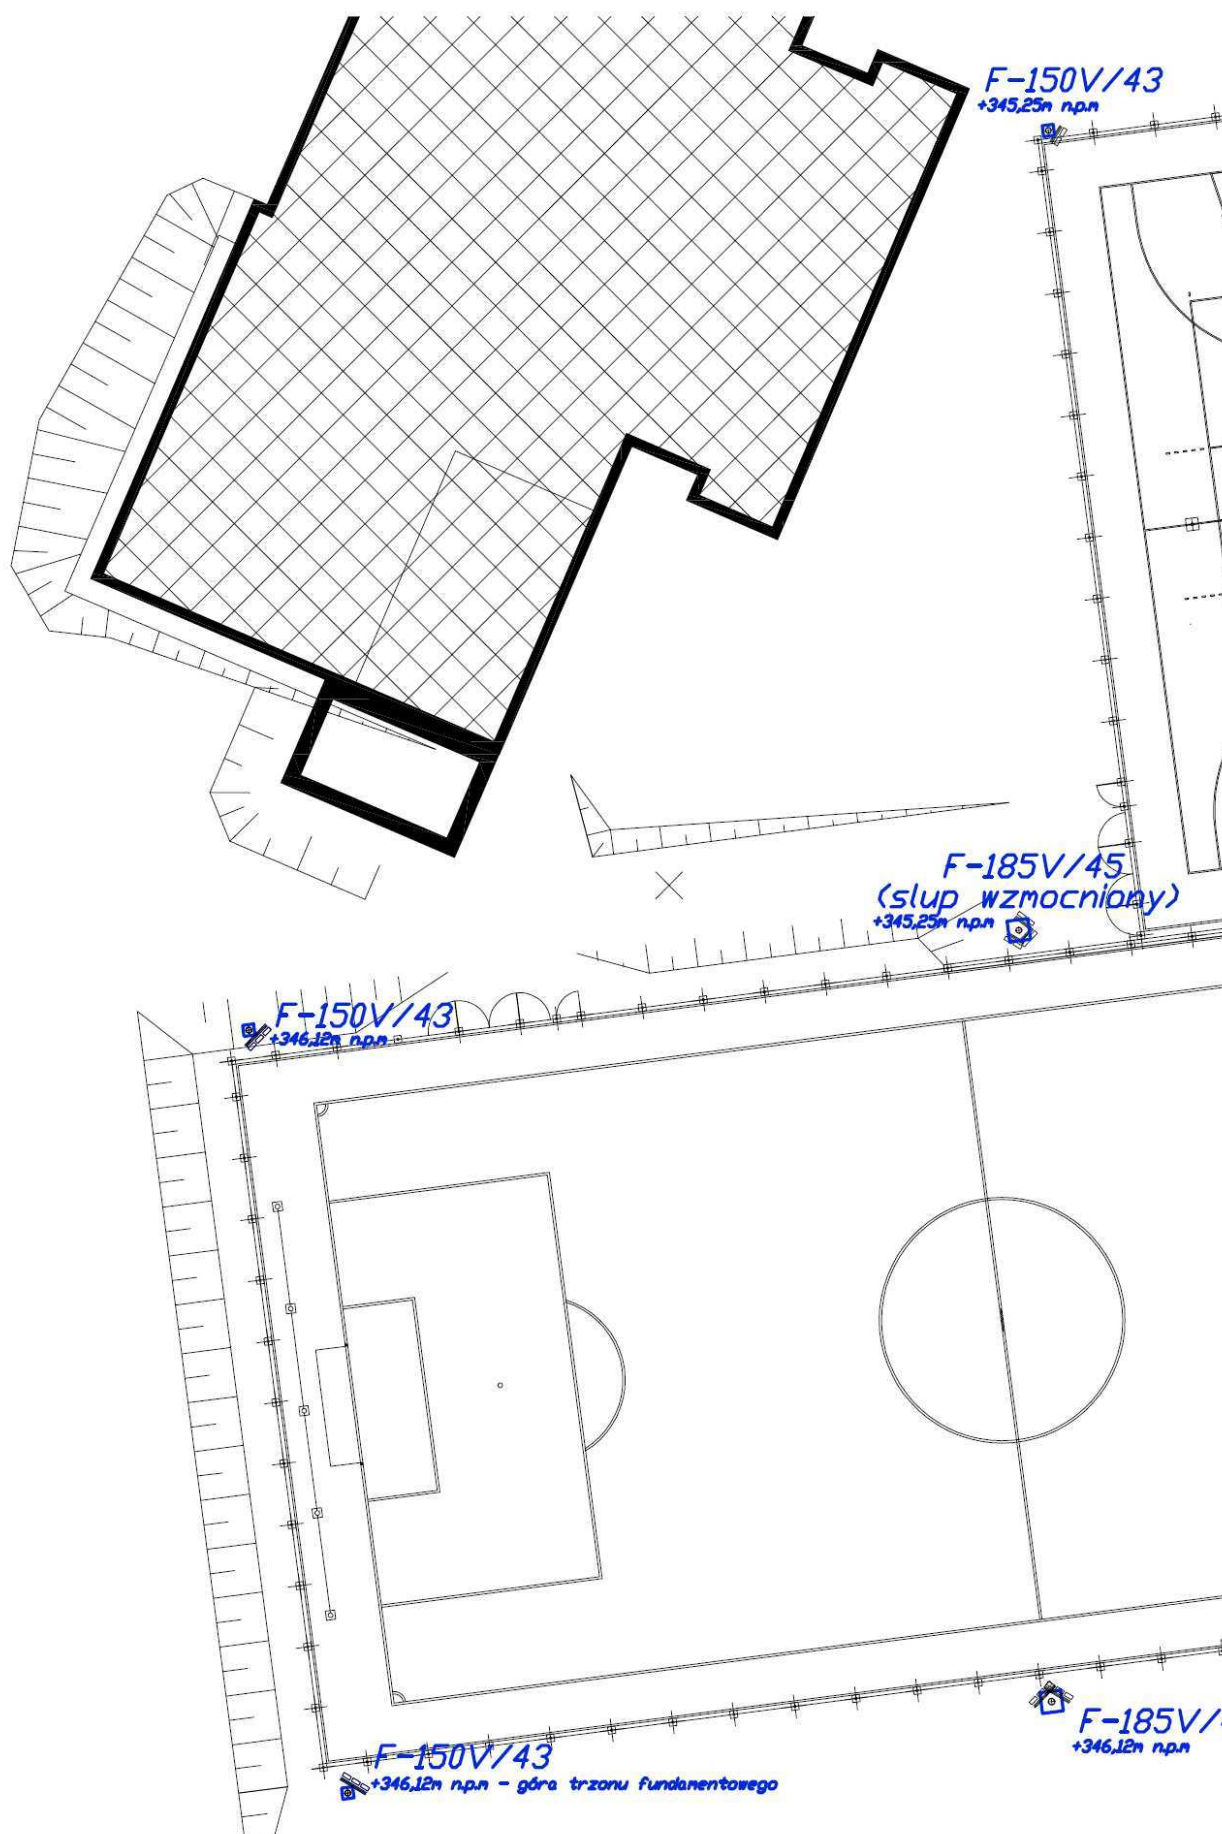 F-150V/43
+345,25m n.p.m
F-185V/45
(slup wzmocniony)
+345,25m n.p.m
F-150V/43
+346,12m n.p.m
F-185V/
+346,12m n.p.m
F-150V/43
+346,12m n.p.m - góra trzonu fundamentowego